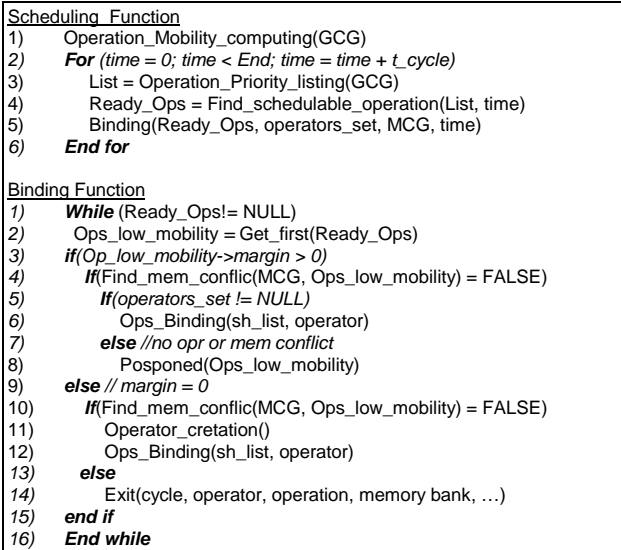 Scheduling Function
1) Operation_Mobility_computing(GCG)
2) For (time = 0; time < End; time = time + t_cycle)
3) List = Operation_Priority_listing(GCG)
4) Ready_Ops = Find_schedulable_operation(List, time)
5) Binding(Ready_Ops, operators_set, MCG, time)
6) End for
Binding Function
1) While (Ready_Ops!= NULL)
2) Ops_low_mobility = Get_first(Ready_Ops)
3) if(Op_low_mobility->margin > 0)
4) If(Find_mem_conflic(MCG, Ops_low_mobility) = FALSE)
5) If(operators_set != NULL)
6) Ops_Binding(sh_list, operator)
7) else //no opr or mem conflict
8) Posponed(Ops_low_mobility)
9) else // margin = 0
10) If(Find_mem_conflic(MCG, Ops_low_mobility) = FALSE)
11) Operator_cretation()
12) Ops_Binding(sh_list, operator)
13) else
14) Exit(cycle, operator, operation, memory bank, …)
15) end if
16) End while